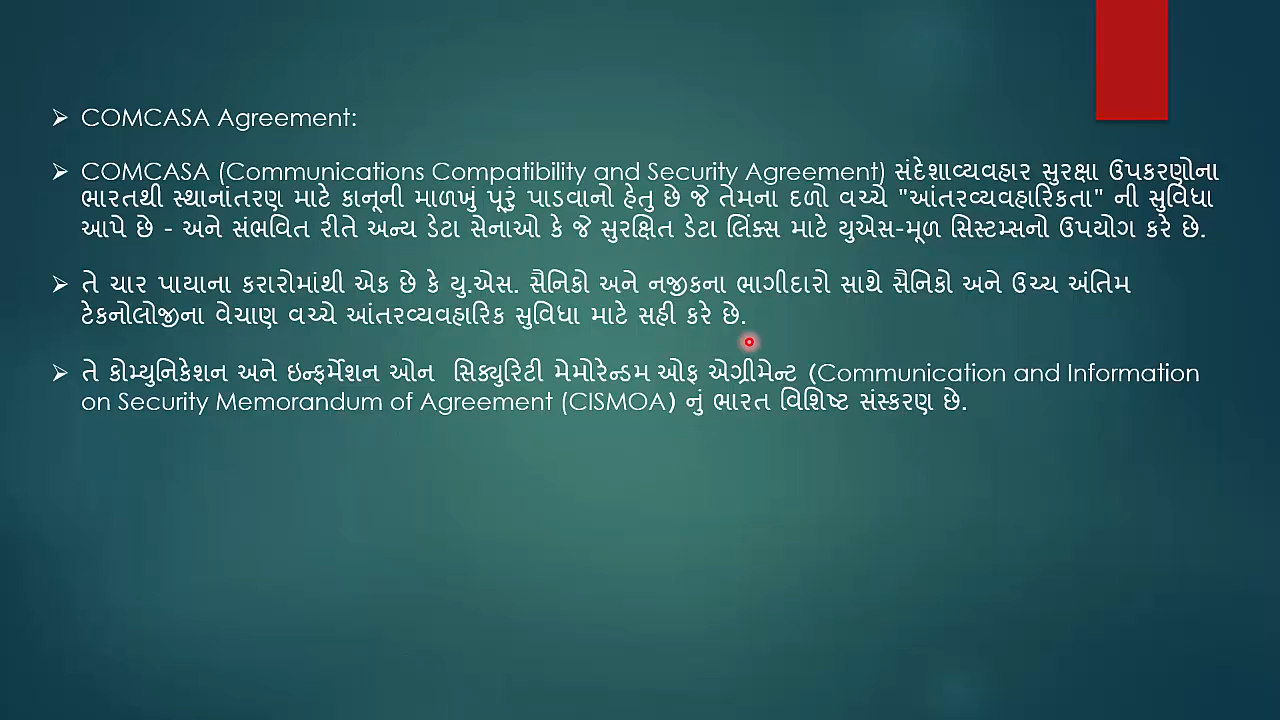 COMCASA Agreement:
COMCASA (Communications Compatibility and Security Agreement) સંદેશાવ્યવહાર સુરક્ષા ઉપકરણોના
ભારતથી સ્થાનાંતરણ માટે કાનૂની માળખું પૂરું પાડવાનો હેતુ છે જે તેમના દળો વચ્ચે "આંતરવ્યવહારિકતા" ની સુવિધા
આપે છે - અને સંભવિત રીતે અન્ય ડેટા સેનાઓ કે જે સુરક્ષિત ડેટા લિંક્સ માટે યુએસ-મૂળ સિસ્ટમ્સનો ઉપયોગ કરે છે.
તે ચાર પાયાના કરારોમાંથી એક છે કે યુ.એસ. સૈનિકો અને નજીકના ભાગીદારો સાથે સૈનિકો અને ઉચ્ચ અંતિમ
ટેકનોલોજીના વેચાણ વચ્ચે આંતરવ્યવહારિક સુવિધા માટે સહી કરે છે.
તે કોમ્યુનિકેશન અને ઇન્ફર્મેશન ઓન સિક્યુરિટી મેમોરેન્ડમ ઓફ એગ્રીમેન્ટ (Communication and Information
on Security Memorandum of Agreement (CISMOA) નું ભારત વિશિષ્ટ સંસ્કરણ છે.